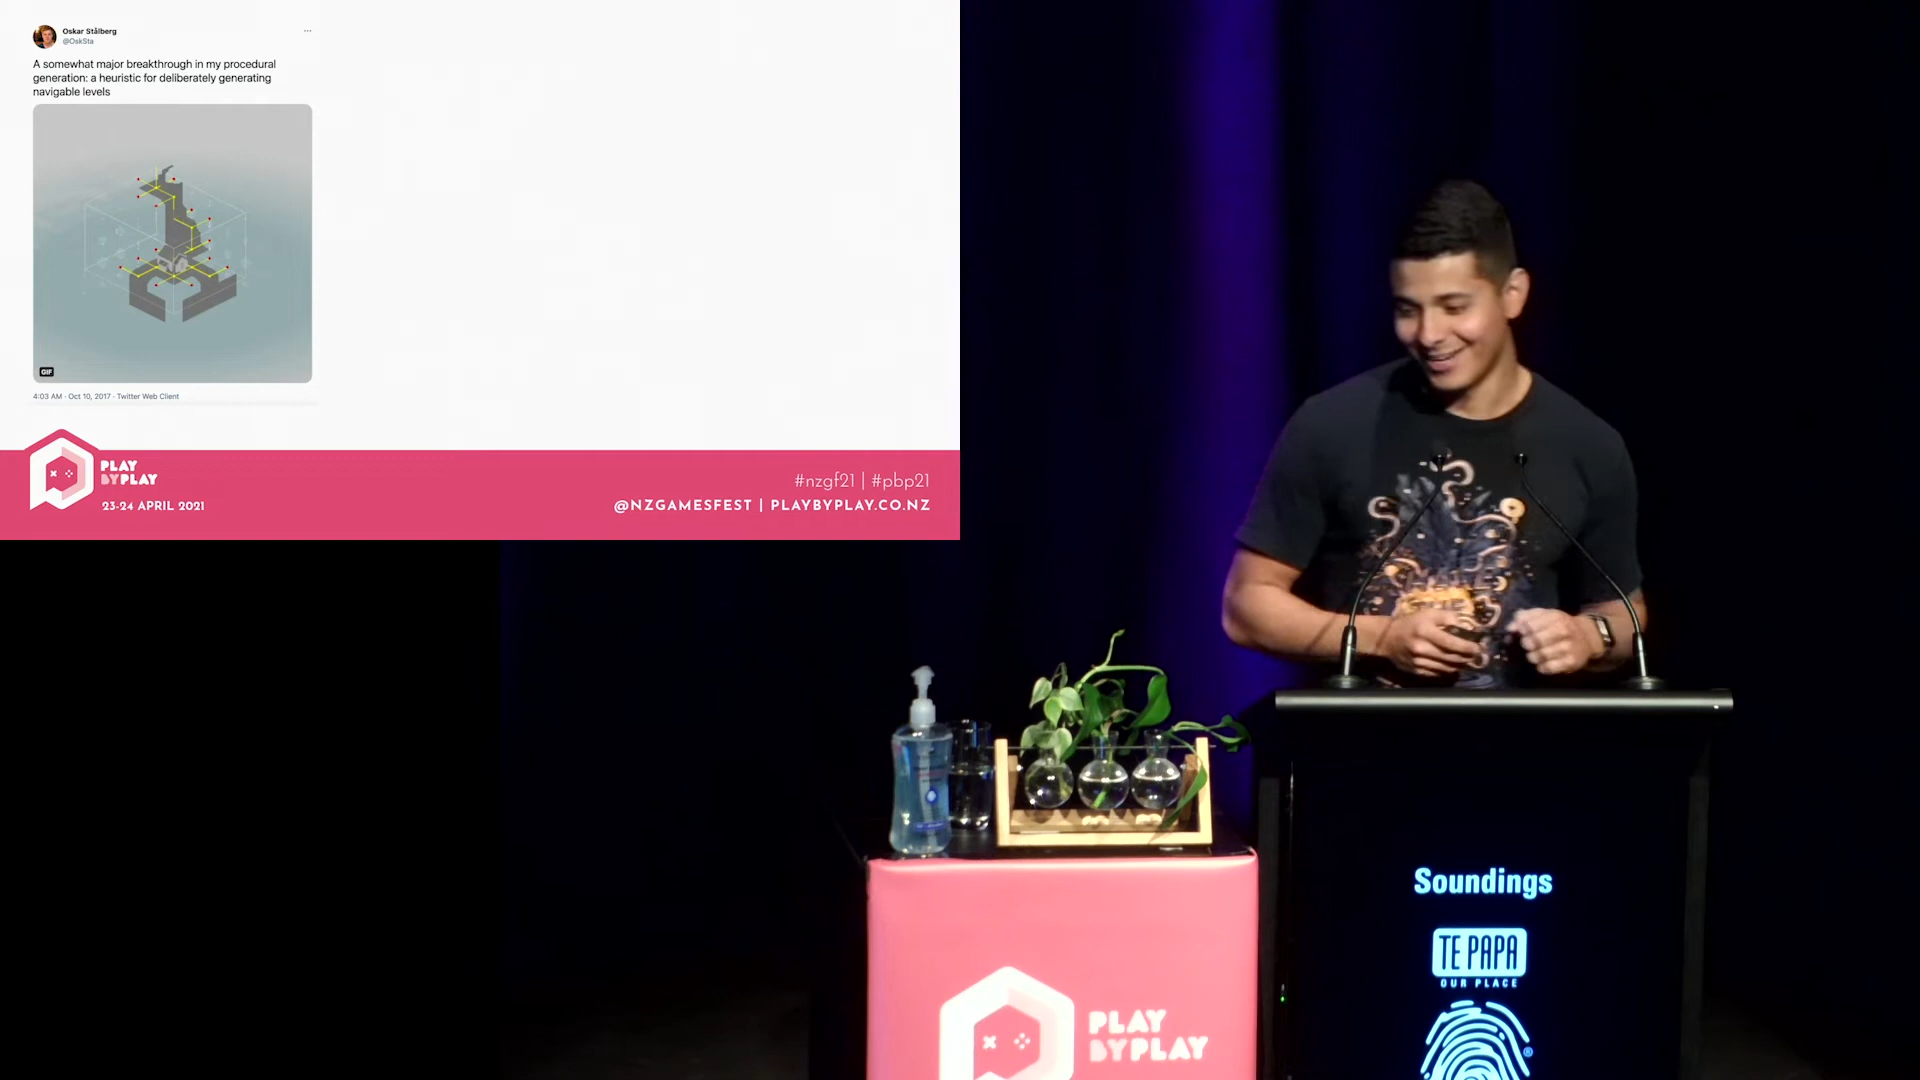 Oskar Stålberg
@OskSta
A somewhat major breakthrough in my procedural
generation: a heuristic for deliberately generating
navigable levels
GIF
4:03 AM · Oct 10, 2017 · Twitter Web Client
PLAY
BYPLAY
23-24 APRIL 2021
#nzgf21 | #pbp21
@NZGAMESFEST | PLAYBYPLAY.CO.NZ
Soundings
TE PAPA
OUR PLACE
®
PLAY
BYPLAY